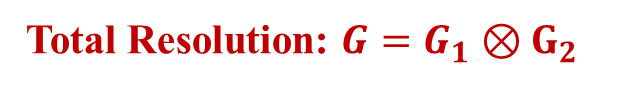 Total Resolution: G = G₁ ⊗ G₂